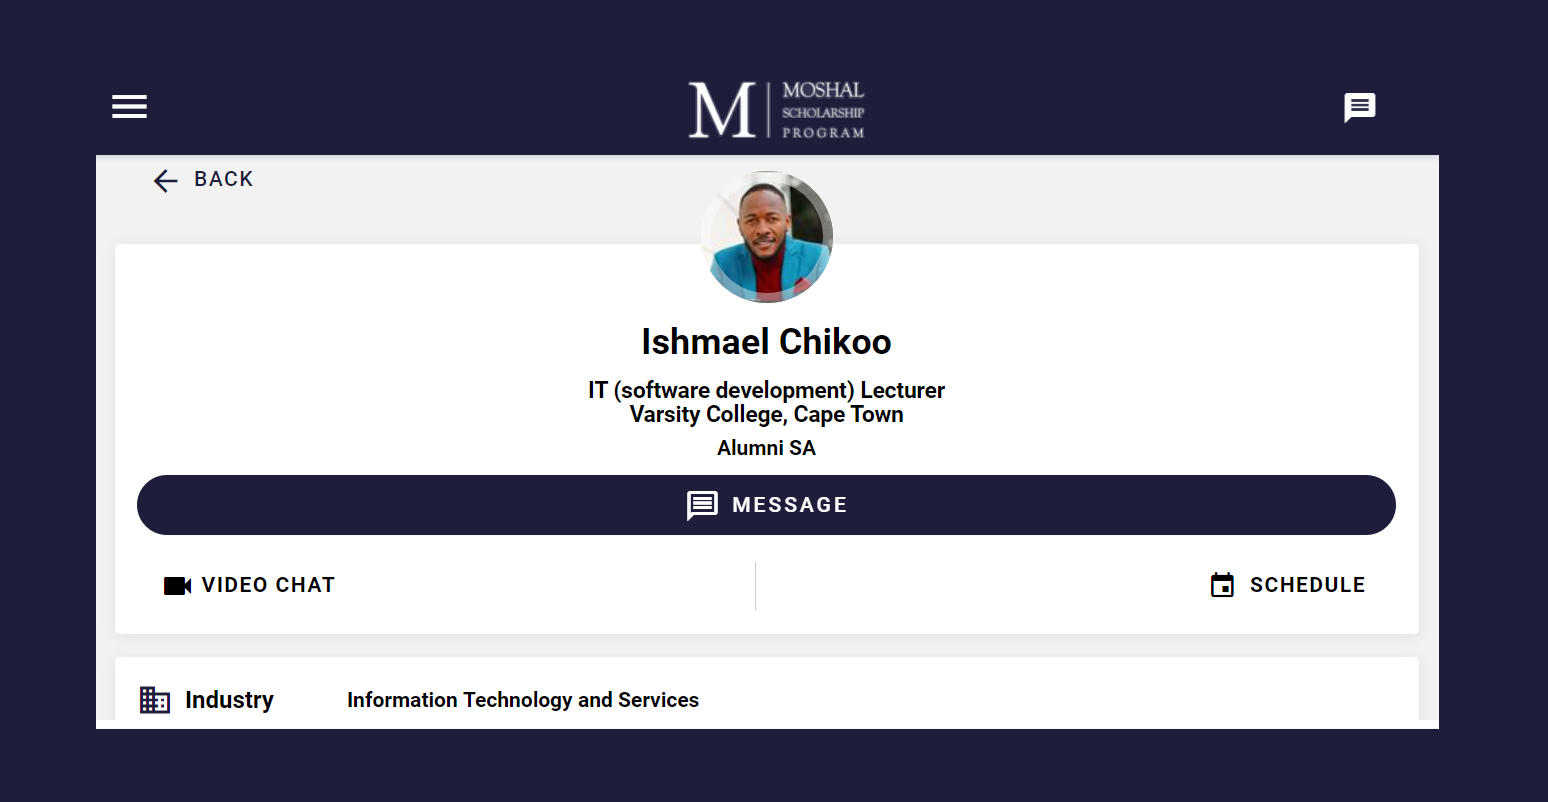 MOSHAL
SCHOLARSHIP
PROGRAM
M
BACK
Ishmael Chikoo
IT (software development) Lecturer
Varsity College, Cape Town
Alumni SA
MESSAGE
VIDEO CHAT
SCHEDULE
Industry
Information Technology and Services